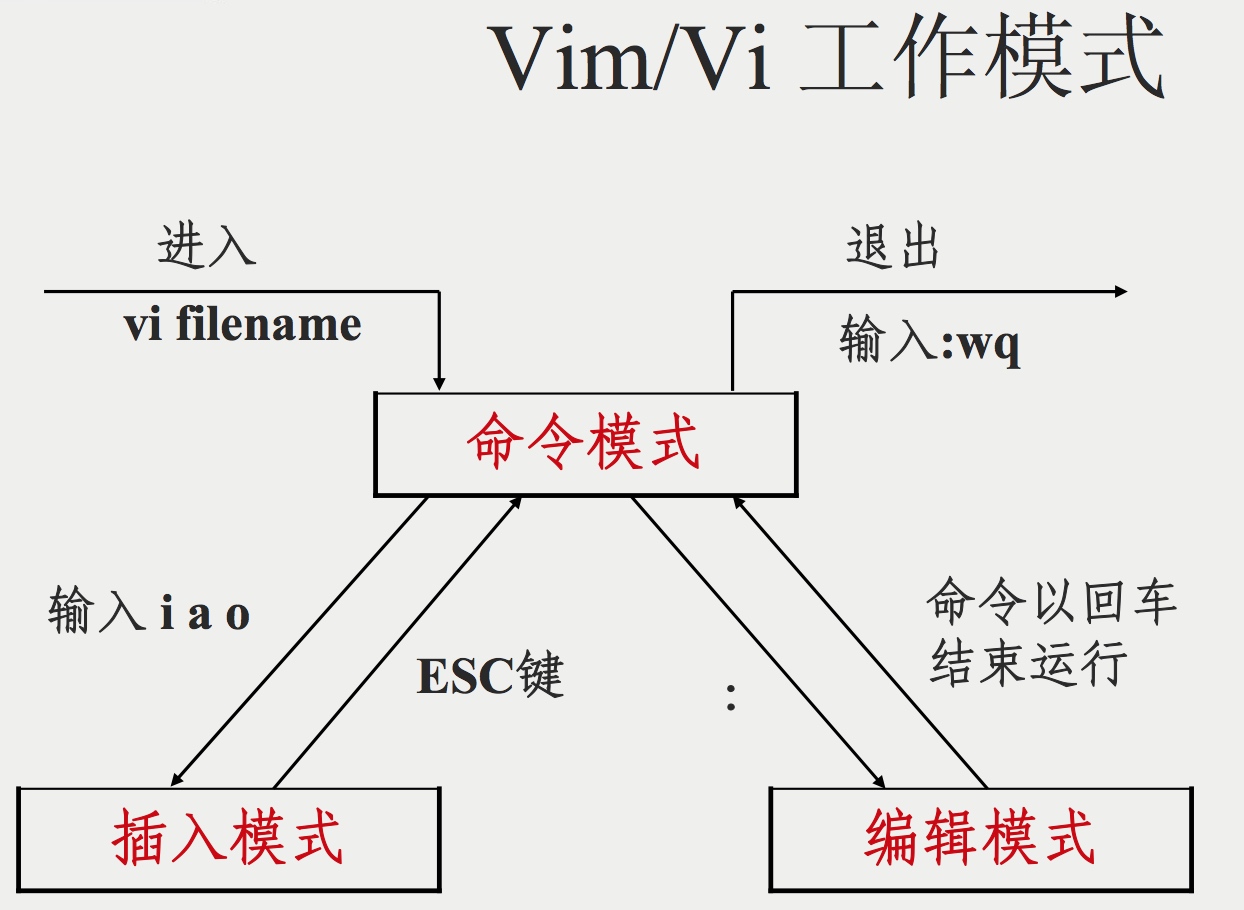 Vim/Vi 工作模式
进入
vi filename
退出
输入:wq
命令模式
输入 i a o
ESC键
:
命令以回车
结束运行
插入模式
编辑模式